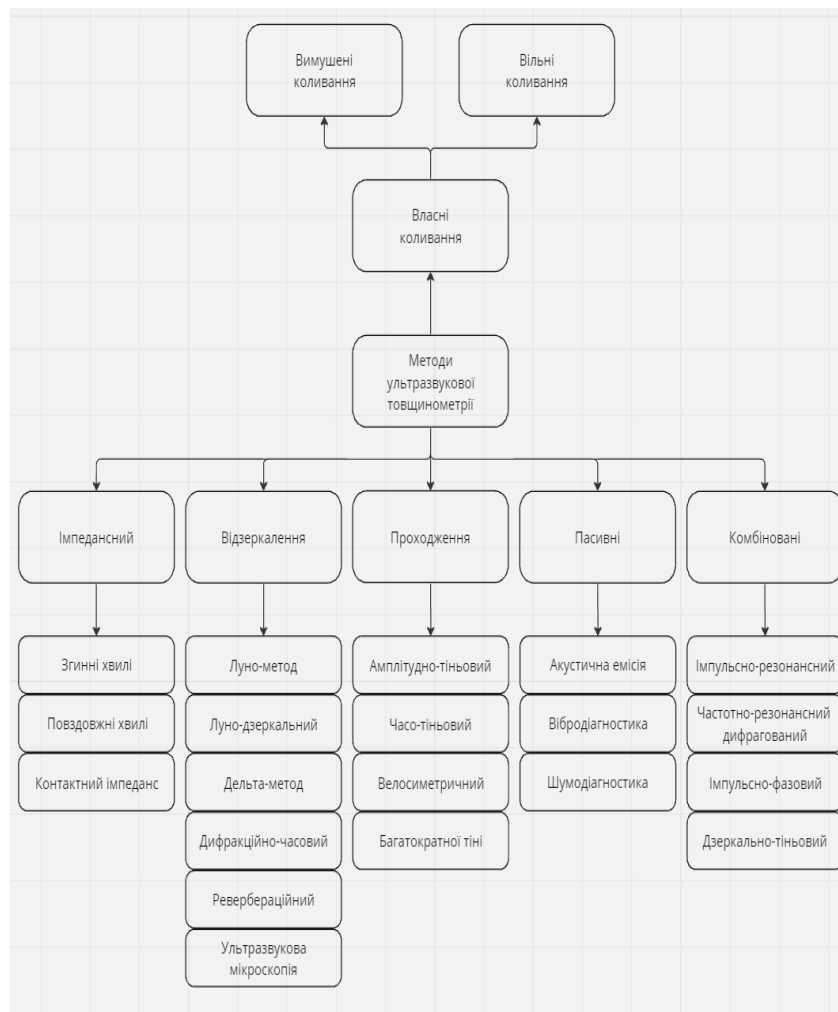 Вимушені
коливання
Вільні
коливання
Власні
коливання
Методи
ультразвукової
товщинометрії
Імпедансний
Відзеркалення
Проходження
Пасивні
Комбіновані
Згинні хвилі
Повздовжні хвилі
Контактний імпеданс
Луно-метод
Луно-дзеркальний
Дельта-метод
Дифракційно-часовий
Ревербераційний
Ультразвукова
мікроскопія
Амплітудно-тіньовий
Часо-тіньовий
Велосиметричний
Багатократної тіні
Акустична емісія
Вібродіагностика
Шумодіагностика
Імпульсно-резонансний
Частотно-резонансний
дифрагований
Імпульсно-фазовий
Дзеркально-тіньовий